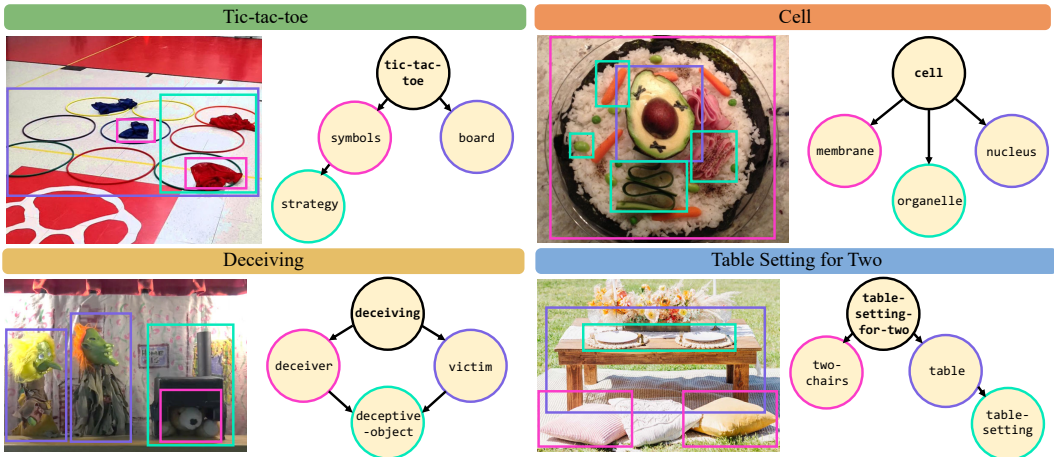 Tic-tac-toe
tic-tac-
toe
symbols
board
strategy
Cell
cell
membrane
nucleus
organelle
Deceiving
deceiving
deceiver
victim
deceptive
-object
Table Setting for Two
table-
setting-
for-two
two-
chairs
table
table-
setting